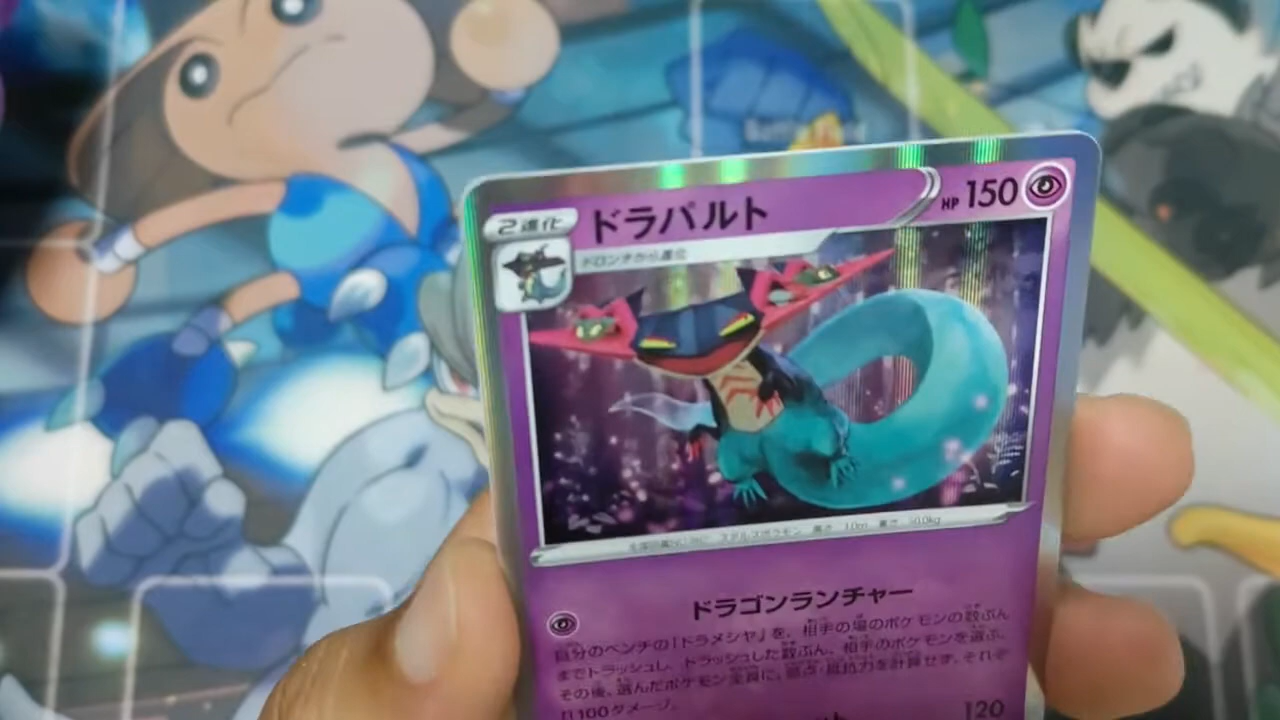 Battle Field
2進化
ドラパルト
HP 150
ドロンチから進化
ステルスポケモン 高さ
ドラゴンランチャー
自分のベンチの「ドラメシヤ」を、相手の場のポケモンの数ぶん
までトラッシュし、トラッシュした数ぶん、相手のポケモンを選ぶ。
その後、選んだポケモン全員に、弱点・抵抗力を計算せず、それぞ
れ100ダメージ。
120